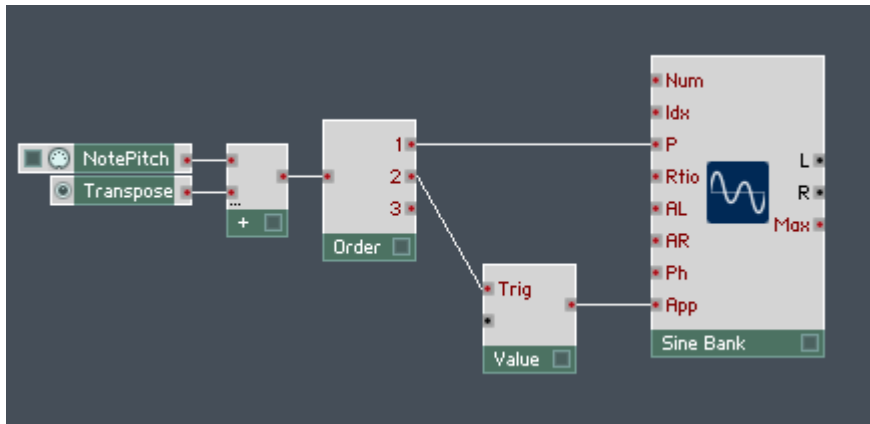 NotePitch
Transpose
...
+
1
2
3
Order
Trig
Value
Num
Idx
P
Rtio
AL
AR
Ph
App
L
R
Max
Sine Bank